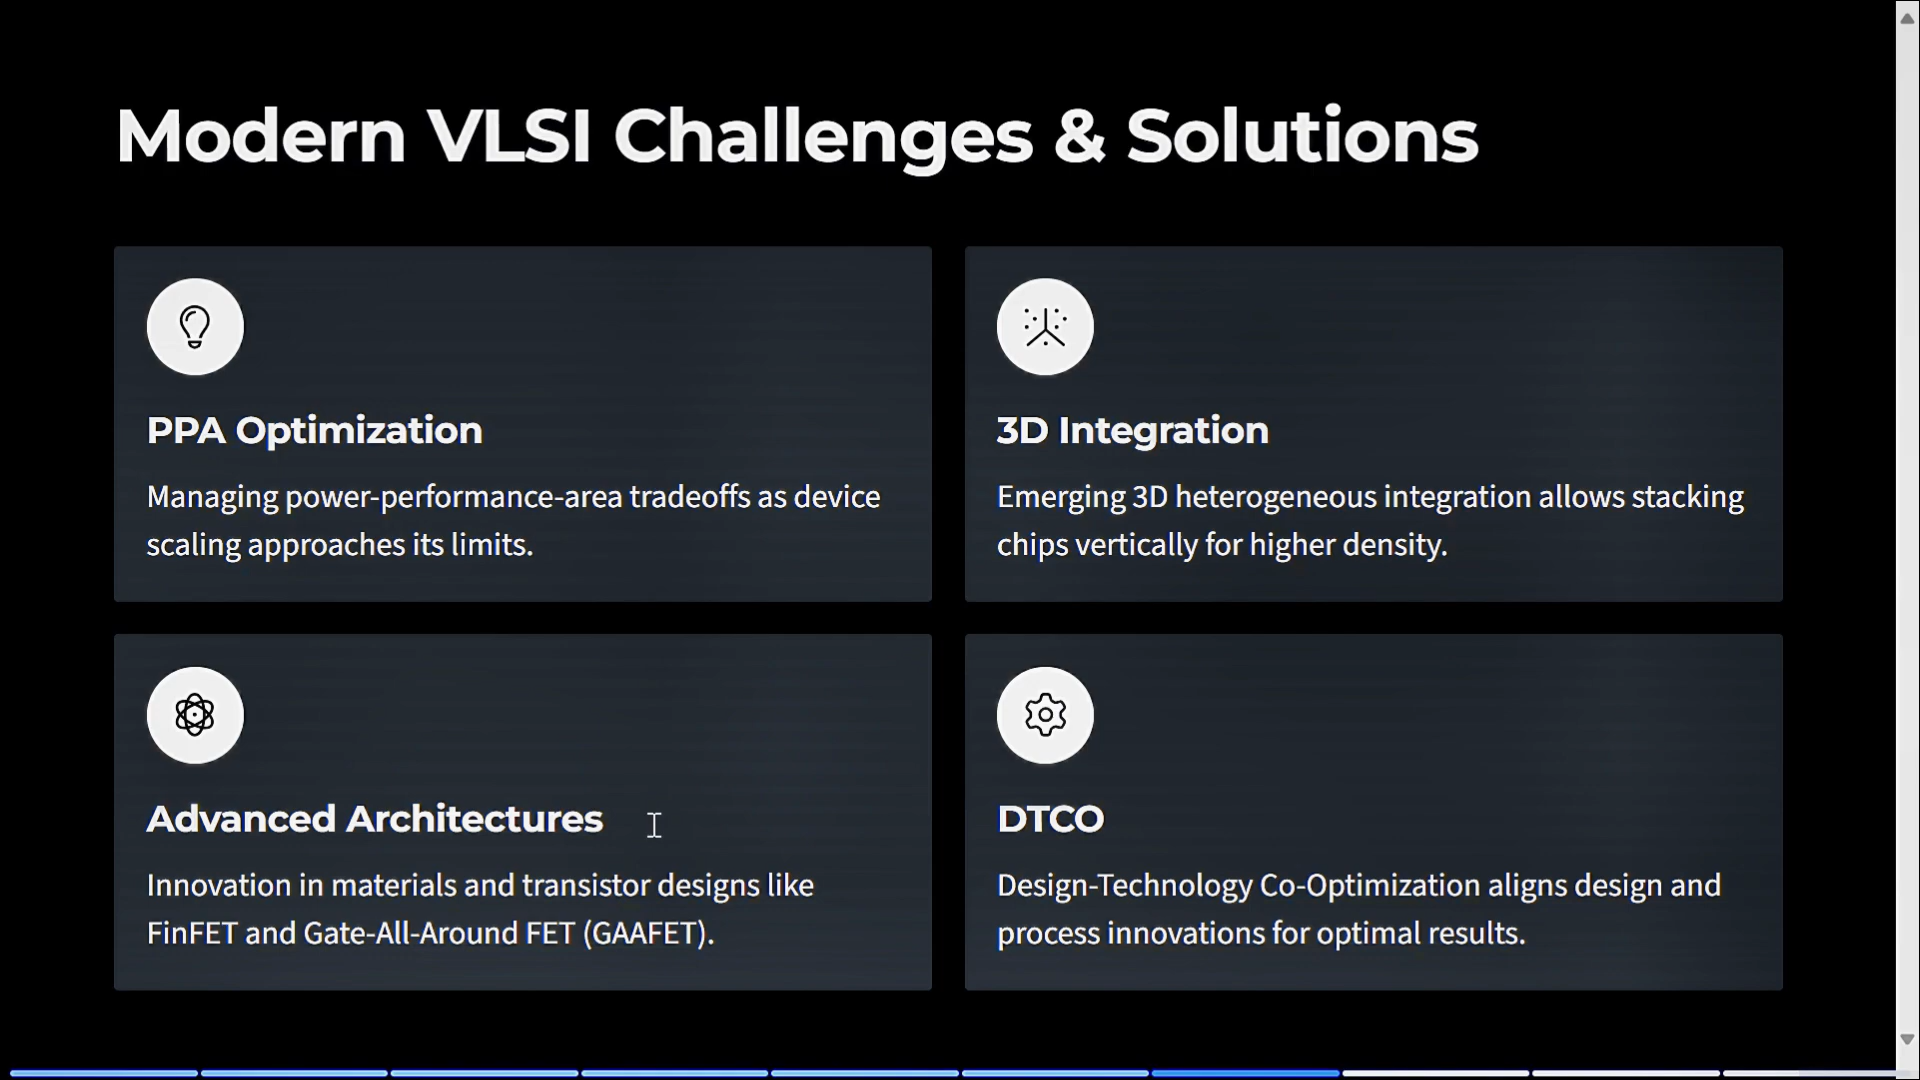 Modern VLSI Challenges & Solutions
PPA Optimization
Managing power-performance-area tradeoffs as device
scaling approaches its limits.
3D Integration
Emerging 3D heterogeneous integration allows stacking
chips vertically for higher density.
Advanced Architectures
Innovation in materials and transistor designs like
FinFET and Gate-All-Around FET (GAAFET).
DTCO
Design-Technology Co-Optimization aligns design and
process innovations for optimal results.